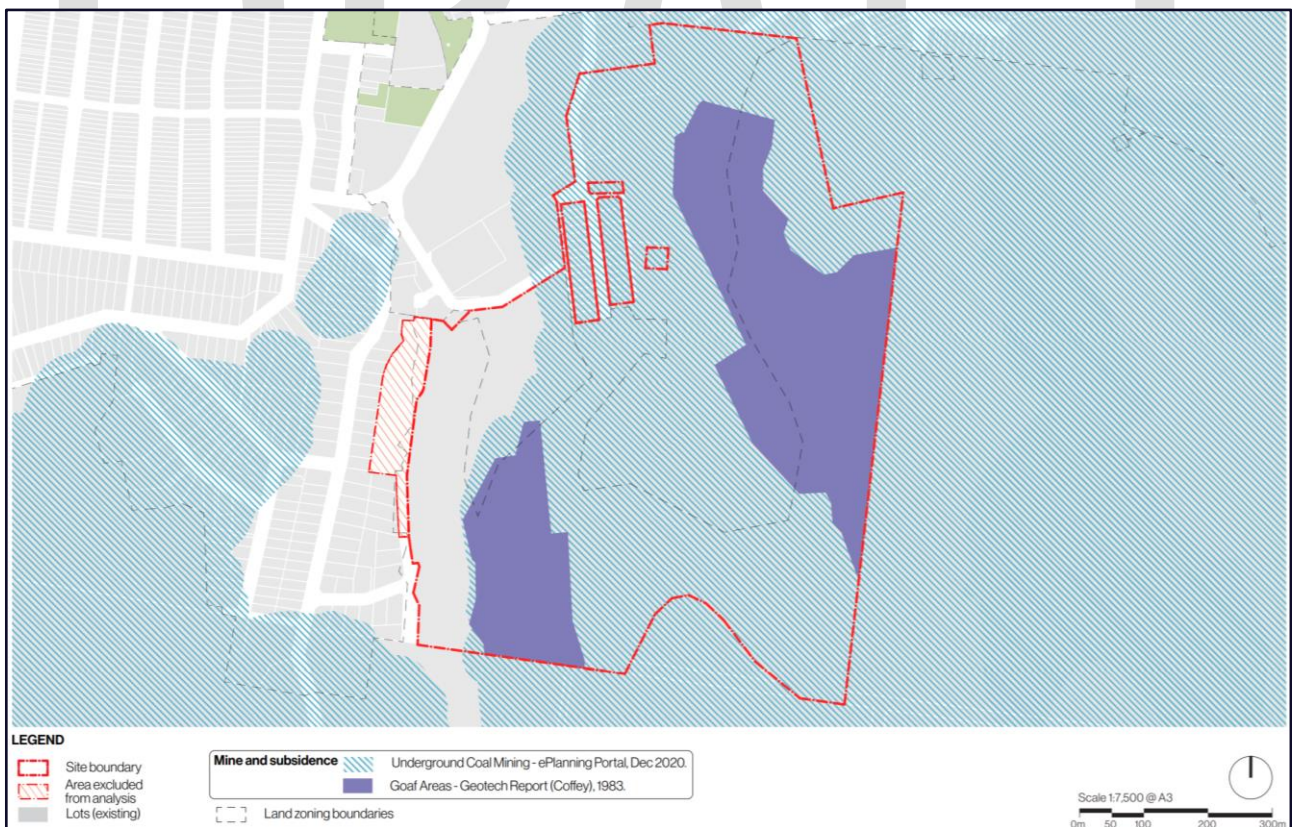 LEGEND
Site boundary
Area excluded
from analysis
Lots (existing)
Mine and subsidence
Underground Coal Mining - ePlanning Portal, Dec 2020.
Goaf Areas - Geotech Report (Coffey), 1983.
Land zoning boundaries
Scale 1:7,500 @ A3
0m 50 100 200 300m